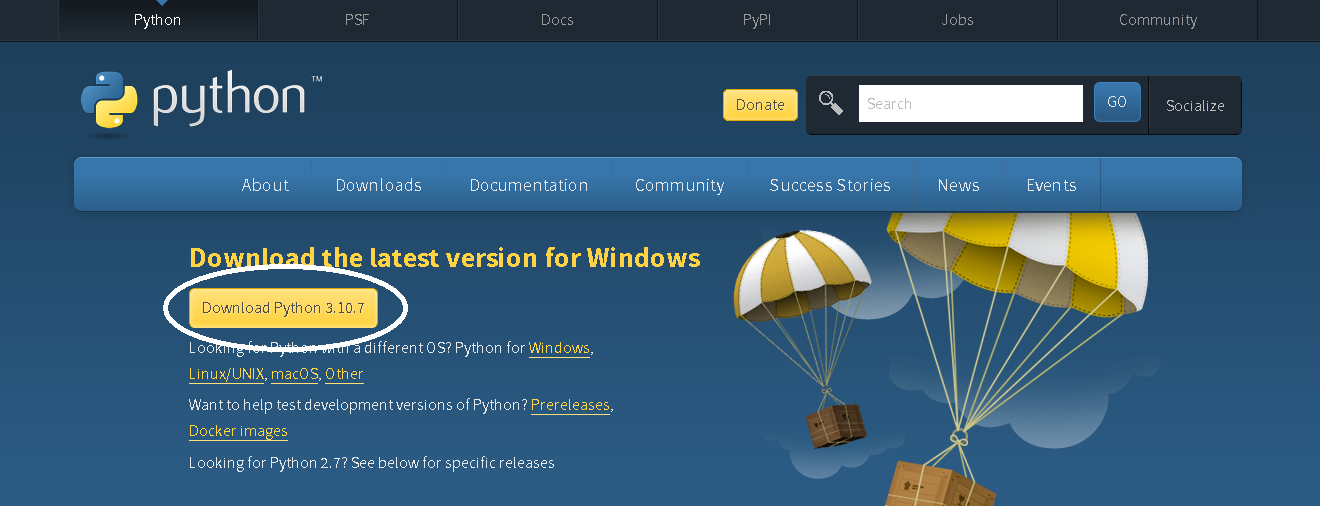 Python PSF Docs PyPI Jobs Community
python™
Donate Search GO Socialize
About Downloads Documentation Community Success Stories News Events
Download the latest version for Windows
Download Python 3.10.7
Looking for Python with a different OS? Python for Windows,
Linux/UNIX, macOS, Other
Want to help test development versions of Python? Prereleases,
Docker images
Looking for Python 2.7? See below for specific releases